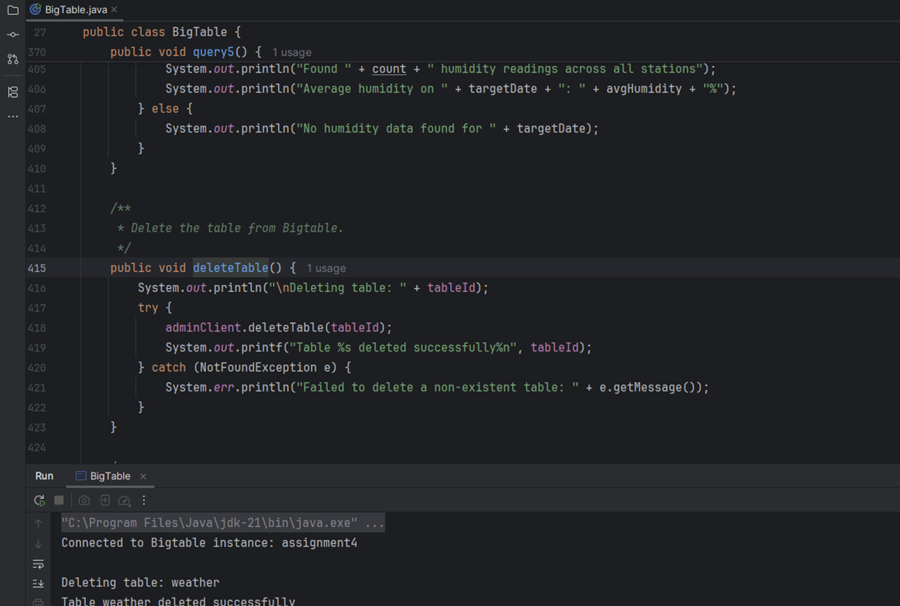 BigTable.java
27 public class BigTable {
370 public void query5() { 1 usage
405 System.out.println("Found " + count + " humidity readings across all stations");
406 System.out.println("Average humidity on " + targetDate + ": " + avgHumidity + "%");
407 } else {
408 System.out.println("No humidity data found for " + targetDate);
409 }
410 }
411
412 /**
413 * Delete the table from Bigtable.
414 */
415 public void deleteTable() { 1 usage
416 System.out.println("\nDeleting table: " + tableId);
417 try {
418 adminClient.deleteTable(tableId);
419 System.out.printf("Table %s deleted successfully%n", tableId);
420 } catch (NotFoundException e) {
421 System.err.println("Failed to delete a non-existent table: " + e.getMessage());
422 }
423 }
424
Run BigTable
"C:\Program Files\Java\jdk-21\bin\java.exe" ...
Connected to Bigtable instance: assignment4
Deleting table: weather
Table weather deleted successfully